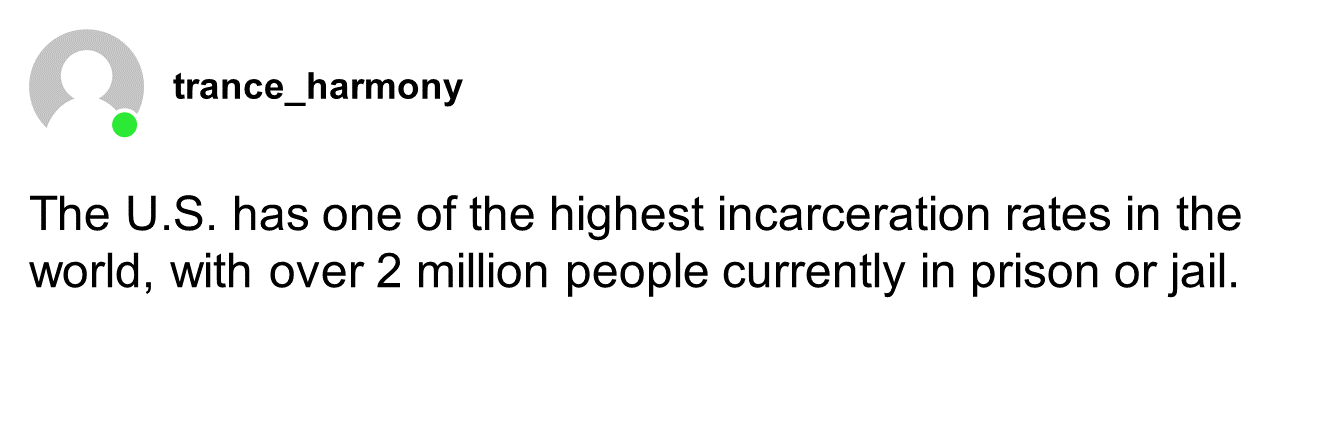 trance_harmony
The U.S. has one of the highest incarceration rates in the
world, with over 2 million people currently in prison or jail.